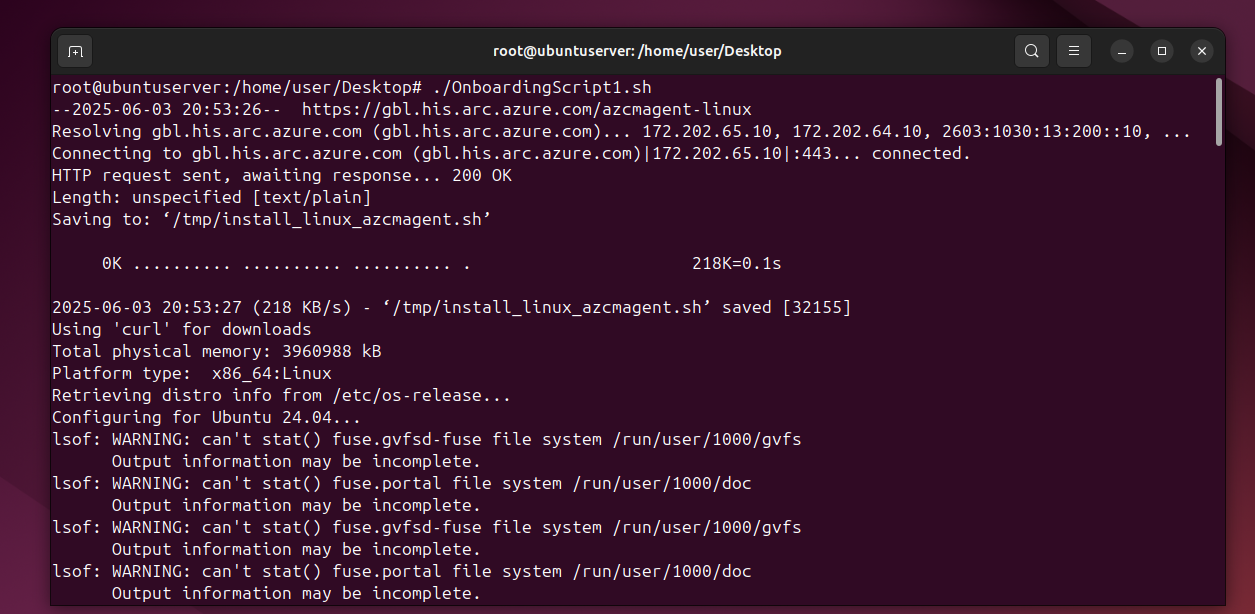 root@ubuntuserver: /home/user/Desktop
root@ubuntuserver:/home/user/Desktop# ./OnboardingScript1.sh
--2025-06-03 20:53:26--  https://gbl.his.arc.azure.com/azcmagent-linux
Resolving gbl.his.arc.azure.com (gbl.his.arc.azure.com)... 172.202.65.10, 172.202.64.10, 2603:1030:13:200::10, ...
Connecting to gbl.his.arc.azure.com (gbl.his.arc.azure.com)|172.202.65.10|:443... connected.
HTTP request sent, awaiting response... 200 OK
Length: unspecified [text/plain]
Saving to: ‘/tmp/install_linux_azcmagent.sh’
     0K .......... .......... .......... .                      218K=0.1s
2025-06-03 20:53:27 (218 KB/s) - ‘/tmp/install_linux_azcmagent.sh’ saved [32155]
Using 'curl' for downloads
Total physical memory: 3960988 kB
Platform type:  x86_64:Linux
Retrieving distro info from /etc/os-release...
Configuring for Ubuntu 24.04...
lsof: WARNING: can't stat() fuse.gvfsd-fuse file system /run/user/1000/gvfs
      Output information may be incomplete.
lsof: WARNING: can't stat() fuse.portal file system /run/user/1000/doc
      Output information may be incomplete.
lsof: WARNING: can't stat() fuse.gvfsd-fuse file system /run/user/1000/gvfs
      Output information may be incomplete.
lsof: WARNING: can't stat() fuse.portal file system /run/user/1000/doc
      Output information may be incomplete.